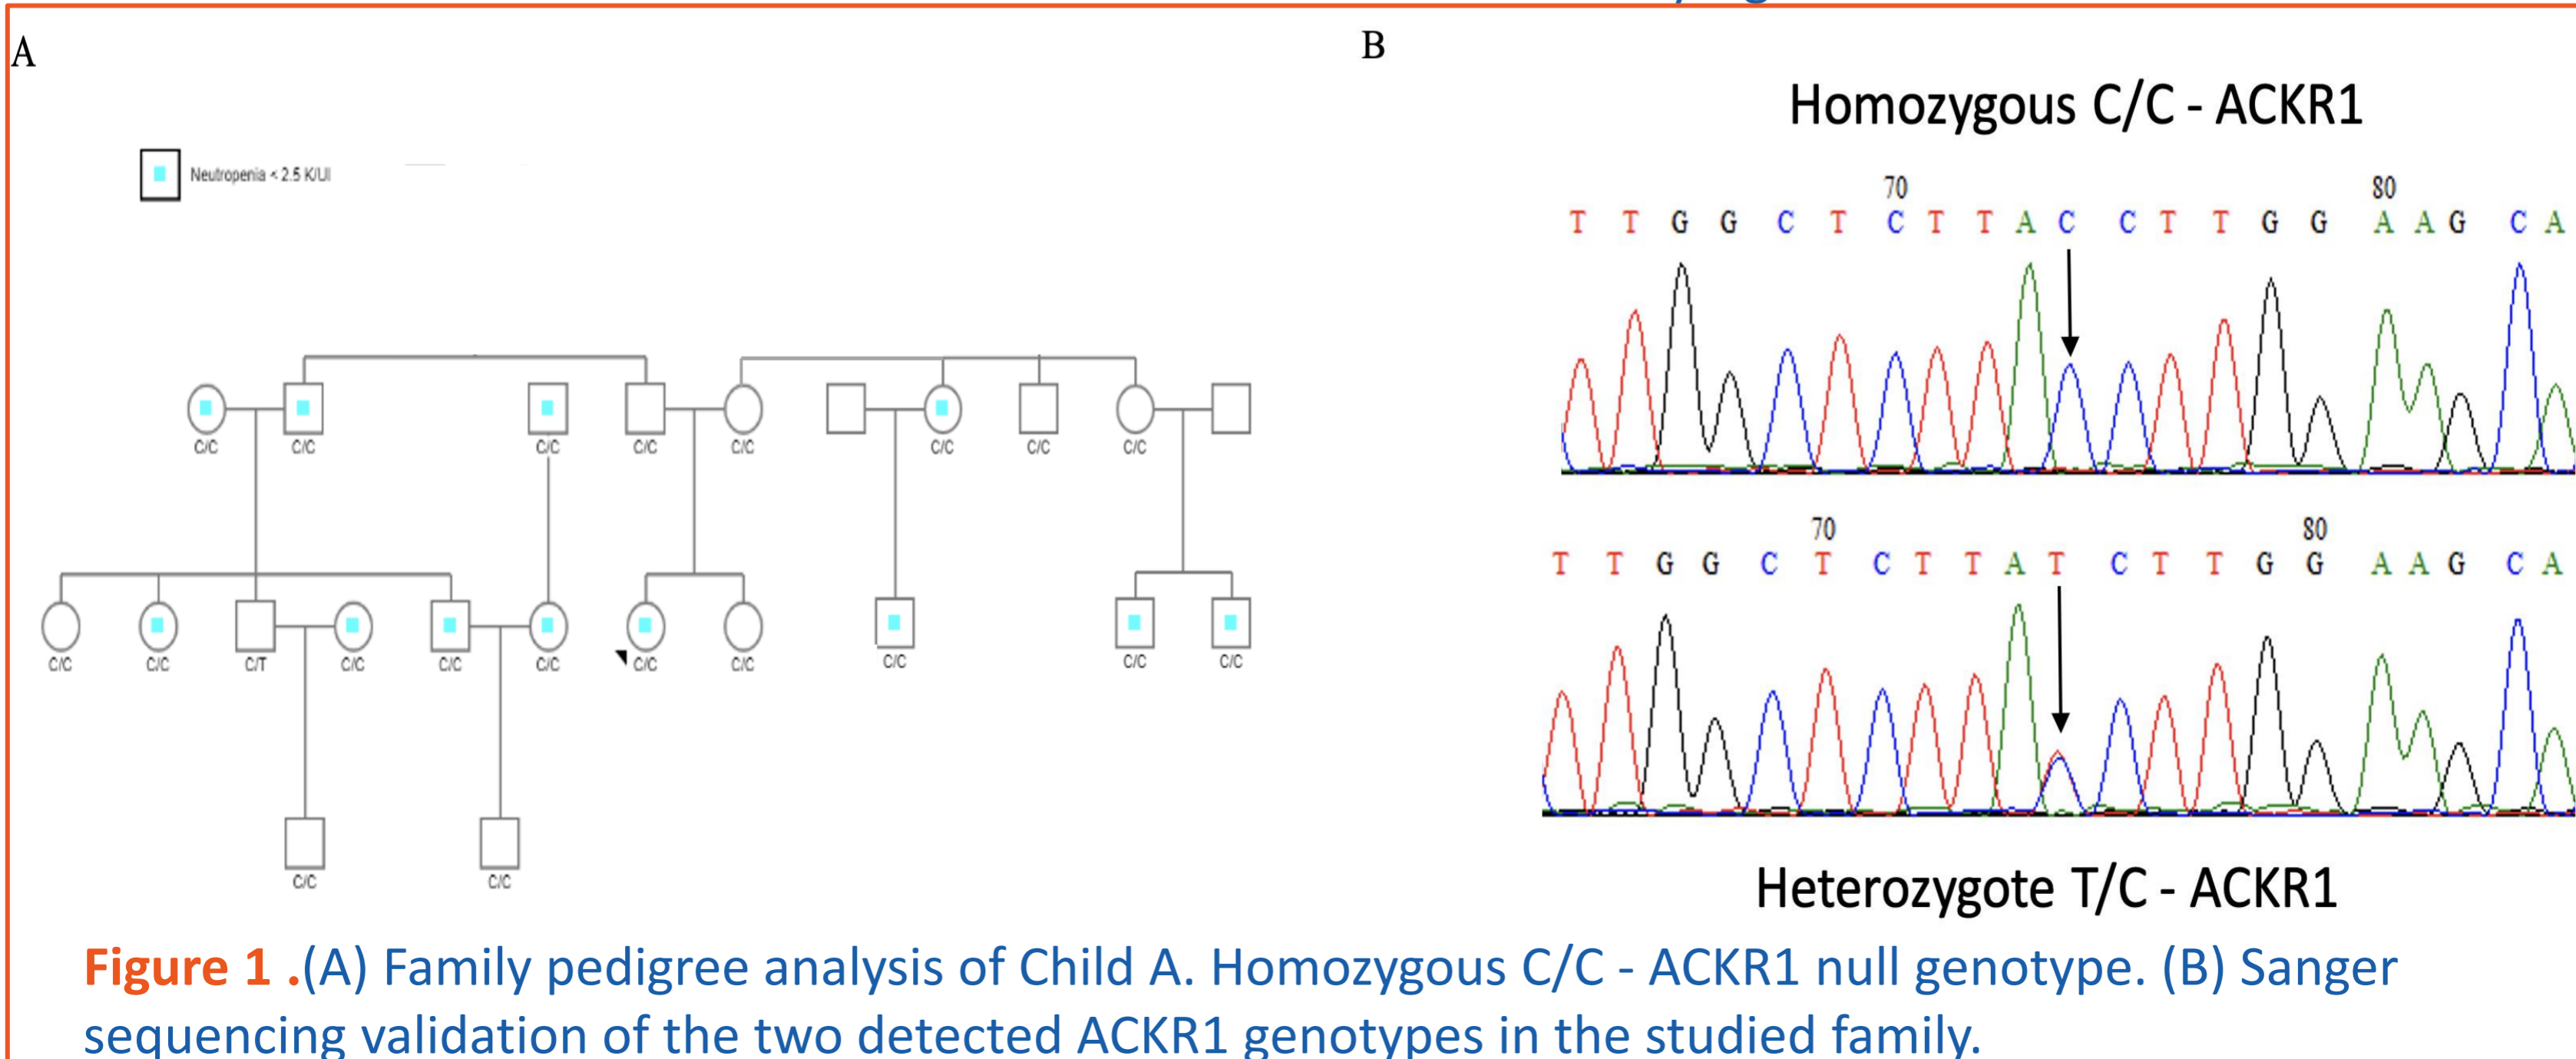 A
B
Homozygous C/C - ACKR1
Neutropenia < 2.5 K/Ul
70 80
T T G G C T C T T A C C T T G G A A G C A
C/C C/C C/C C/C C/C C/C C/C C/C
70 80
T T G G C T C T T A T C T T G G A A G C A
C/C C/C C/T C/C C/C C/C C/C C/C C/C C/C C/C
C/C C/C
Heterozygote T/C - ACKR1
Figure 1 .(A) Family pedigree analysis of Child A. Homozygous C/C - ACKR1 null genotype. (B) Sanger
sequencing validation of the two detected ACKR1 genotypes in the studied family.